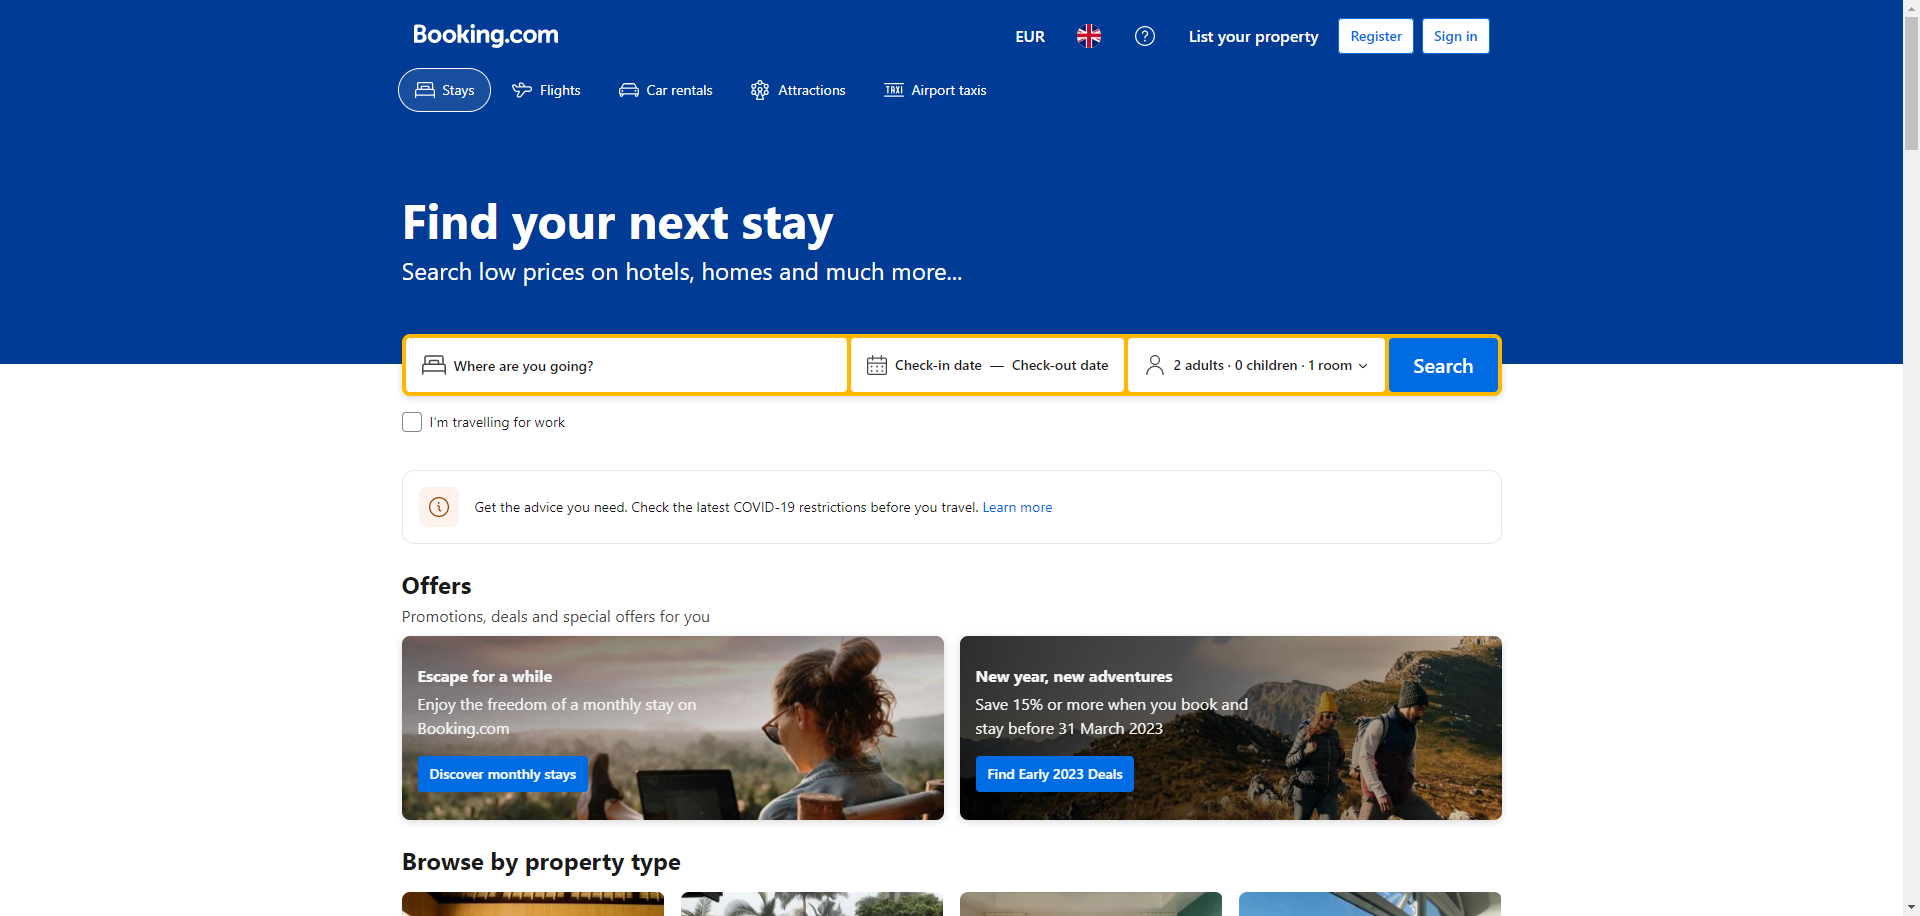 Booking.com
EUR
List your property
Register
Sign in
Stays
Flights
Car rentals
Attractions
TAXI Airport taxis
Find your next stay
Search low prices on hotels, homes and much more...
Where are you going?
Check-in date — Check-out date
2 adults · 0 children · 1 room
Search
I'm travelling for work
Get the advice you need. Check the latest COVID-19 restrictions before you travel. Learn more
Offers
Promotions, deals and special offers for you
Escape for a while
Enjoy the freedom of a monthly stay on
Booking.com
Discover monthly stays
New year, new adventures
Save 15% or more when you book and
stay before 31 March 2023
Find Early 2023 Deals
Browse by property type